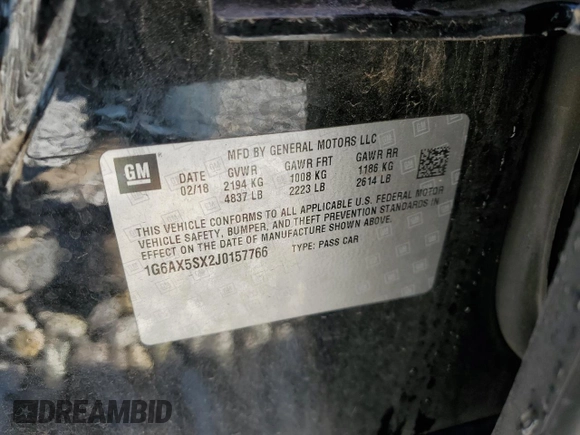 MFD BY GENERAL MOTORS LLC
GM
DATE GVWR GAWR FRT GAWR RR
02/18 2194 KG 1008 KG 1186 KG
4837 LB 2223 LB 2614 LB
THIS VEHICLE CONFORMS TO ALL APPLICABLE U.S. FEDERAL MOTOR
VEHICLE SAFETY, BUMPER, AND THEFT PREVENTION STANDARDS IN
EFFECT ON THE DATE OF MANUFACTURE SHOWN ABOVE.
1G6AX5SX2J0157766 TYPE: PASS CAR
DREAMBID